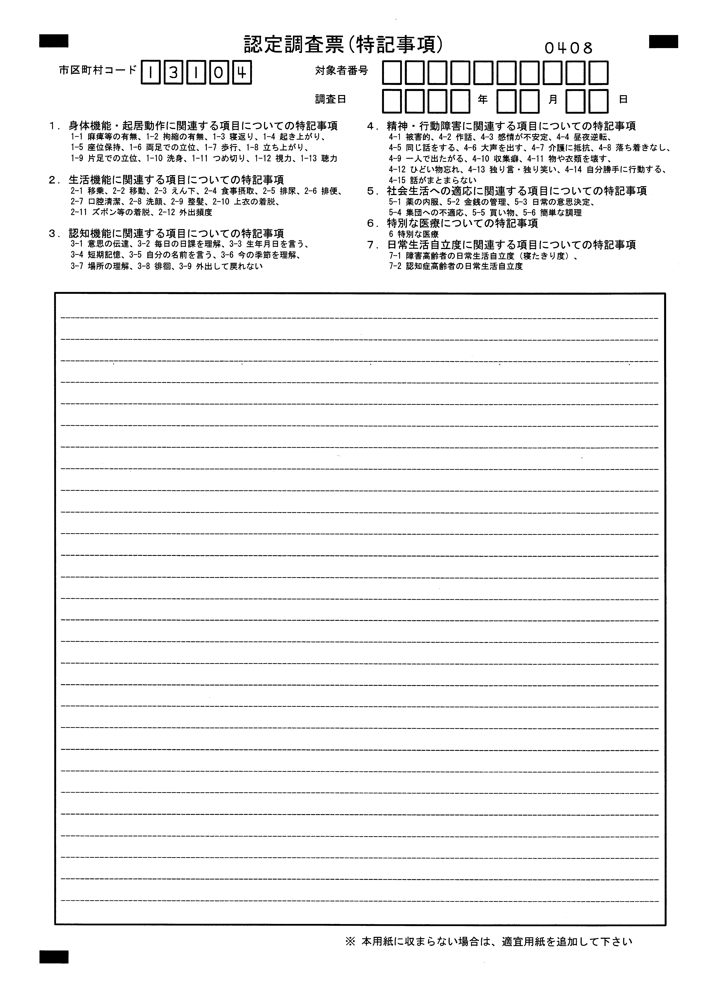 認定調査票(特記事項)
0408
市区町村コード 13104
対象者番号
調査日 年 月 日
1. 身体機能・起居動作に関連する項目についての特記事項
1-1 麻痺等の有無、1-2 拘縮の有無、1-3 寝返り、1-4 起き上がり、
1-5 座位保持、1-6 両足での立位、1-7 歩行、1-8 立ち上がり、
1-9 片足での立位、1-10 洗身、1-11 つめ切り、1-12 視力、1-13 聴力
2. 生活機能に関連する項目についての特記事項
2-1 移乗、2-2 移動、2-3 えん下、2-4 食事摂取、2-5 排尿、2-6 排便、
2-7 口腔清潔、2-8 洗顔、2-9 整髪、2-10 上衣の着脱、
2-11 ズボン等の着脱、2-12 外出頻度
3. 認知機能に関連する項目についての特記事項
3-1 意思の伝達、3-2 毎日の日課を理解、3-3 生年月日を言う、
3-4 短期記憶、3-5 自分の名前を言う、3-6 今の季節を理解、
3-7 場所の理解、3-8 徘徊、3-9 外出して戻れない
4. 精神・行動障害に関連する項目についての特記事項
4-1 被害的、4-2 作話、4-3 感情が不安定、4-4 昼夜逆転、
4-5 同じ話をする、4-6 大声を出す、4-7 介護に抵抗、4-8 落ち着きなし、
4-9 一人で出たがる、4-10 収集癖、4-11 物や衣類を壊す、
4-12 ひどい物忘れ、4-13 独り言・独り笑い、4-14 自分勝手に行動する、
4-15 話がまとまらない
5. 社会生活への適応に関連する項目についての特記事項
5-1 薬の内服、5-2 金銭の管理、5-3 日常の意思決定、
5-4 集団への不適応、5-5 買い物、5-6 簡単な調理
6. 特別な医療についての特記事項
6 特別な医療
7. 日常生活自立度に関連する項目についての特記事項
7-1 障害高齢者の日常生活自立度（寝たきり度）、
7-2 認知症高齢者の日常生活自立度
※ 本用紙に収まらない場合は、適宜用紙を追加して下さい